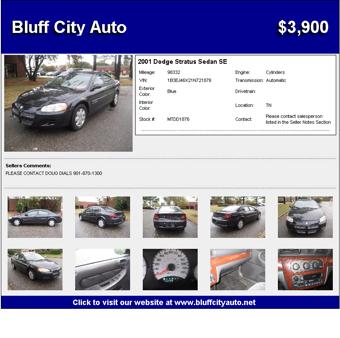 Bluff City Auto $3,900
2001 Dodge Stratus Sedan SE
Mileage: 98332 Engine: Cylinders
VIN: 1B3EJ46X21N721876 Transmission: Automatic
Exterior Color: Blue Drivetrain:
Interior Color: Location: TN
Stock #: MTDD1876 Contact: Please contact salesperson listed in the Seller Notes Section
Sellers Comments:
PLEASE CONTACT DOUG DIALS 901-870-1300
Click to visit our website at www.bluffcityauto.net